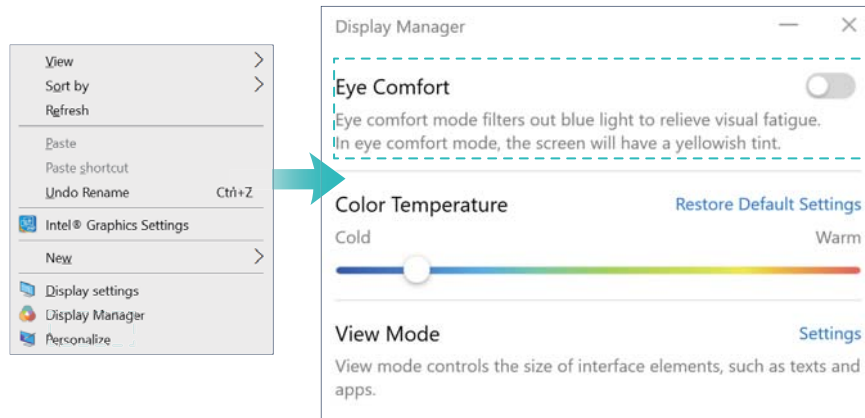 View
Sort by
Refresh
Paste
Paste shortcut
Undo Rename Ctrl+Z
Intel® Graphics Settings
New
Display settings
Display Manager
Personalize
Display Manager
Eye Comfort
Eye comfort mode filters out blue light to relieve visual fatigue.
In eye comfort mode, the screen will have a yellowish tint.
Color Temperature Restore Default Settings
Cold Warm
View Mode Settings
View mode controls the size of interface elements, such as texts and
apps.